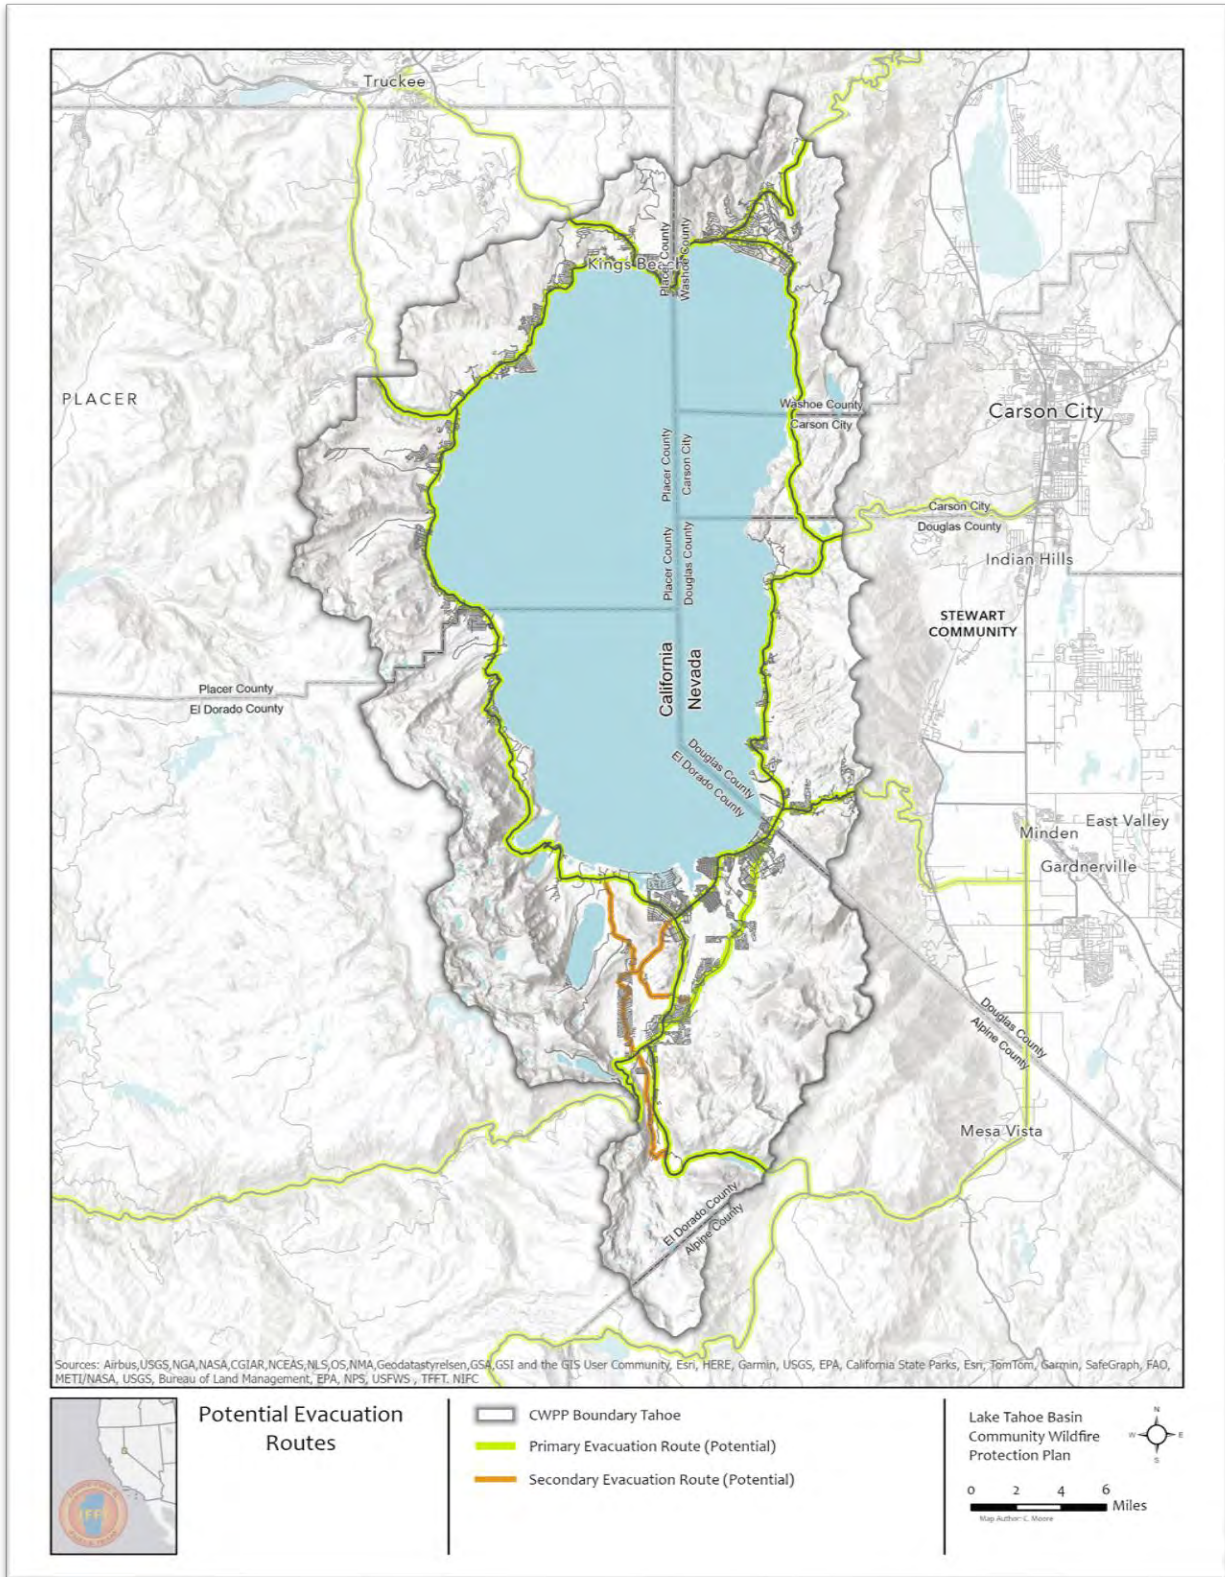 Truckee
Kings Beach
Placer County
Washoe County
PLACER
Washoe County
Carson City
Carson City
Placer County
Carson City
Carson City
Douglas County
Placer County
Douglas County
Indian Hills
STEWART
COMMUNITY
California
Nevada
Placer County
El Dorado County
Douglas County
El Dorado County
Minden
East Valley
Gardnerville
Douglas County
Alpine County
Mesa Vista
El Dorado County
Alpine County
Sources: Airbus,USGS,NGA,NASA,CGIAR,NCEAS,NLS,OS,NMA,Geodatastyrelsen,GSA,GSI and the GIS User Community, Esri, HERE, Garmin, USGS, EPA, California State Parks, Esri, TomTom, Garmin, SafeGraph, FAO,
METI/NASA, USGS, Bureau of Land Management, EPA, NPS, USFWS , TFFT. NIFC
Potential Evacuation
Routes
CWPP Boundary Tahoe
Primary Evacuation Route (Potential)
Secondary Evacuation Route (Potential)
Lake Tahoe Basin
Community Wildfire
Protection Plan
N
W E
S
0 2 4 6
Miles
Map Author: C. Moore